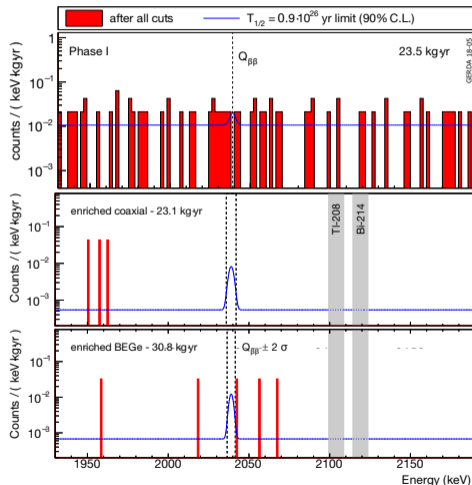 after all cuts
T1/2 = 0.9·10^26 yr limit (90% C.L.)
counts / ( keV kg yr)
1
10^-1
10^-2
10^-3
Phase I
Qββ
23.5 kg·yr
GERDA 18-05
Counts / ( keV kg yr)
10^-1
10^-2
10^-3
enriched coaxial - 23.1 kg·yr
Tl-208
Bi-214
Counts / ( keV kg yr)
10^-1
10^-2
10^-3
enriched BEGe - 30.8 kg·yr
Qββ ± 2 σ
1950 2000 2050 2100 2150
Energy (keV)